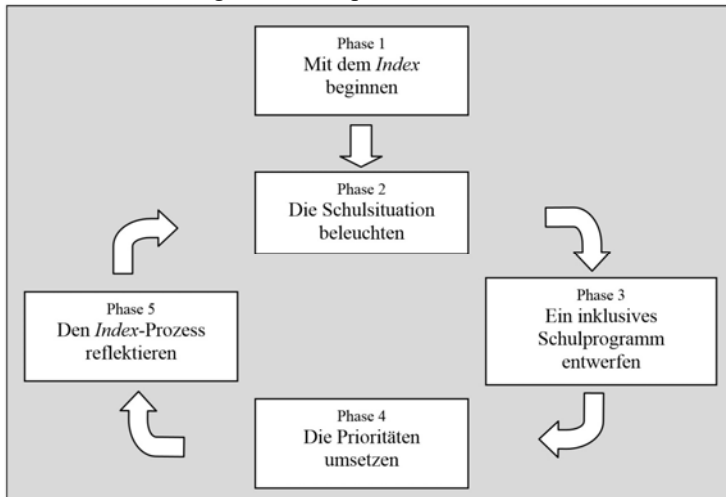 Phase 1
Mit dem Index
beginnen
Phase 2
Die Schulsituation
beleuchten
Phase 3
Ein inklusives
Schulprogramm
entwerfen
Phase 4
Die Prioritäten
umsetzen
Phase 5
Den Index-Prozess
reflektieren